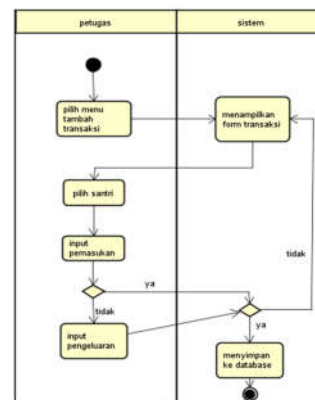 petugas
sistem
pilih menu
tambah
transaksi
menampilkan
form transaksi
pilih santri
input
pemasukan
tidak
ya
tidak
input
pengeluaran
ya
menyimpan
ke database